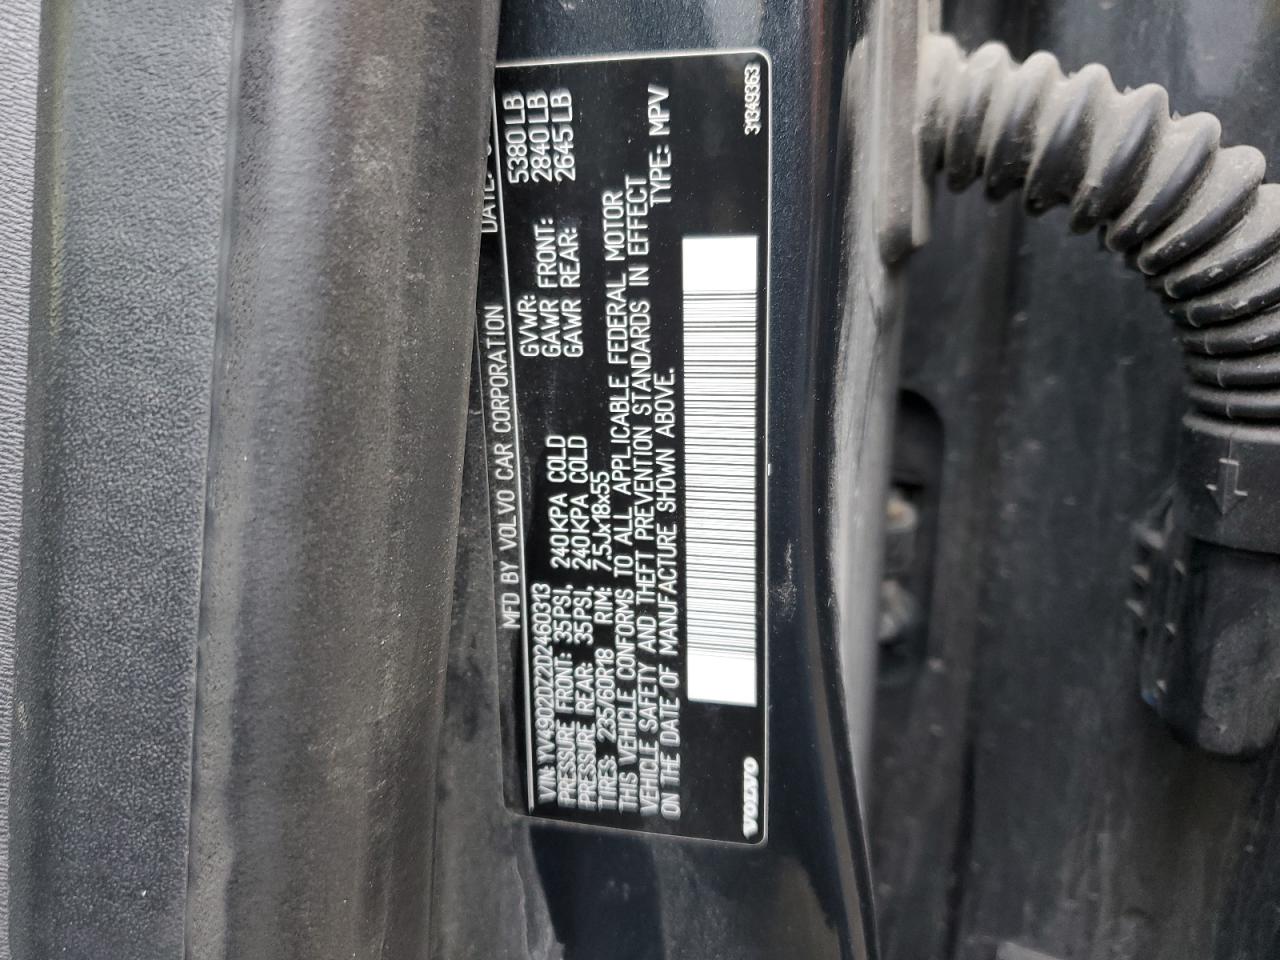 MFD BY VOLVO CAR CORPORATION
VIN: YV4902DZ2D2460313
PRESSURE FRONT: 35PSI, 240KPA COLD
PRESSURE REAR: 35PSI, 240KPA COLD
TIRES: 235/60R18 RIM: 7.5Jx18x55
GVWR: 5380 LB
GAWR FRONT: 2840 LB
GAWR REAR: 2645 LB
THIS VEHICLE CONFORMS TO ALL APPLICABLE FEDERAL MOTOR
VEHICLE SAFETY AND THEFT PREVENTION STANDARDS IN EFFECT
ON THE DATE OF MANUFACTURE SHOWN ABOVE. TYPE: MPV
VOLVO
31349363